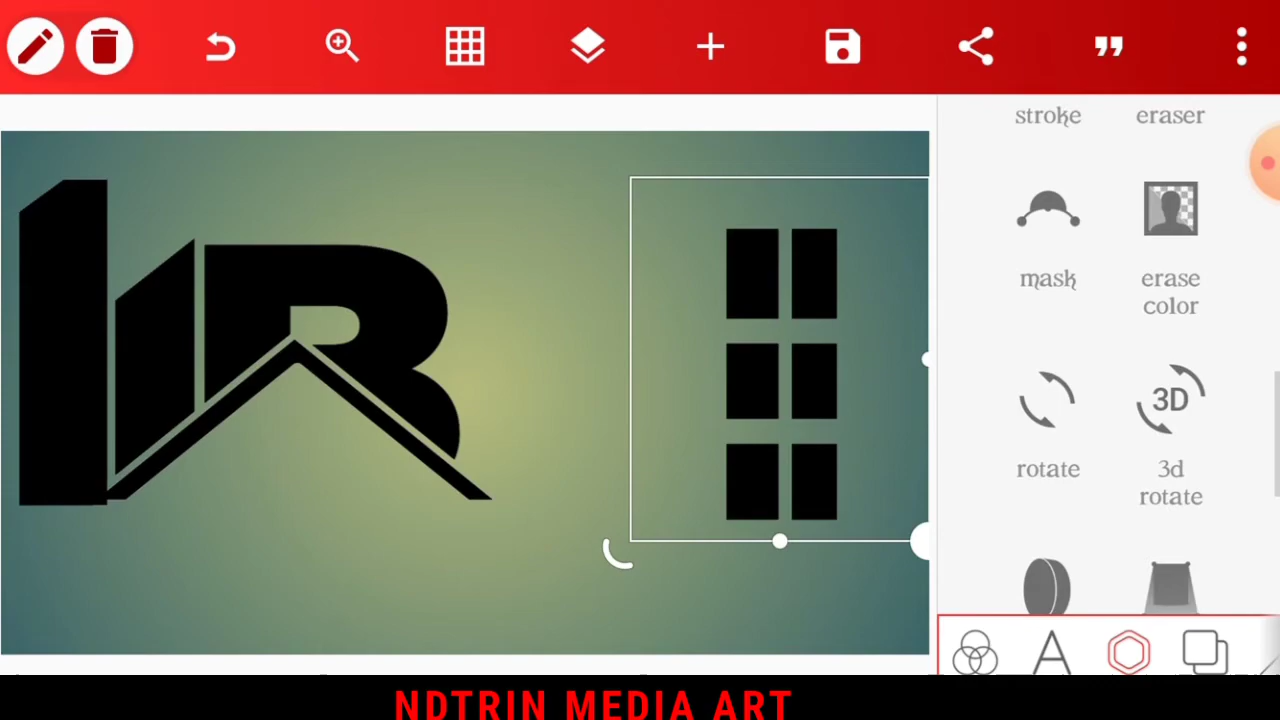 stroke eraser
mask erase color
rotate 3D 3d rotate
R
A
NDTRIN MEDIA ART